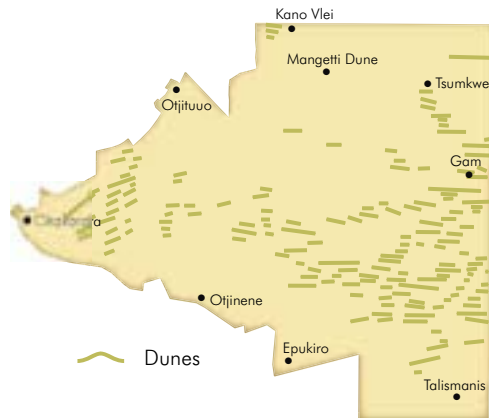 Kano Vlei
Mangetti Dune
Tsumkwe
Otjituuo
Gam
Otjinene
Epukiro
Dunes
Talismanis